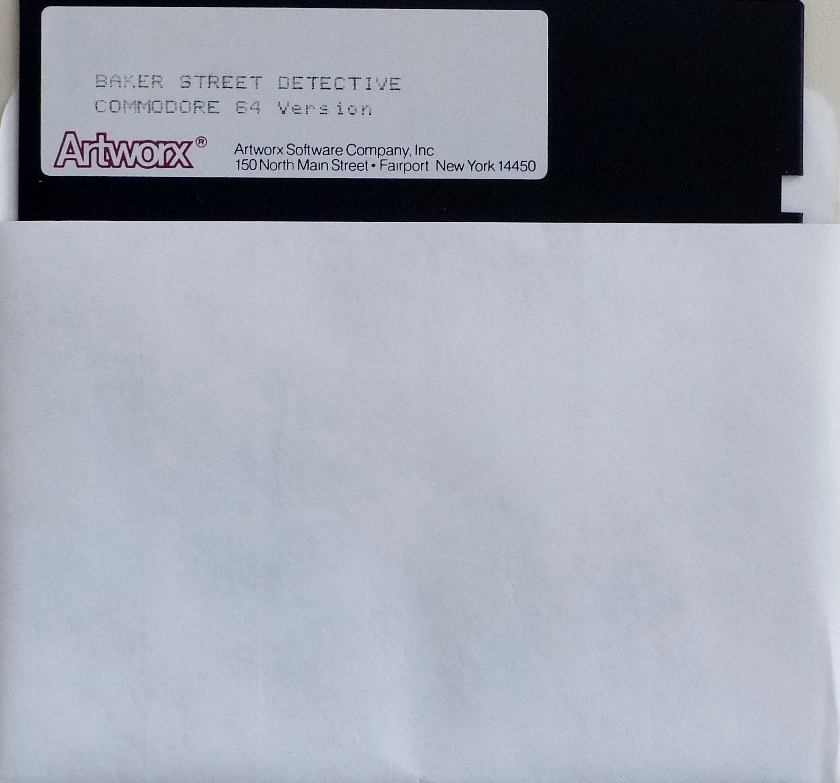 BAKER STREET DETECTIVE
COMMODORE 64 Version
Artworx®
Artworx Software Company, Inc
150 North Main Street • Fairport New York 14450